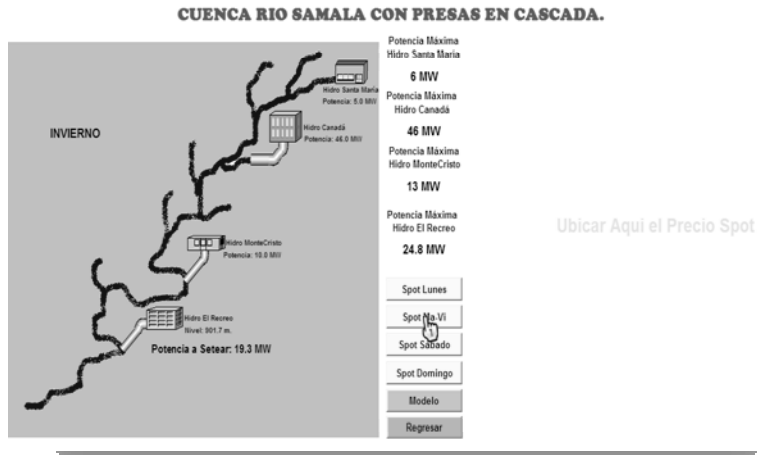 CUENCA RIO SAMALA CON PRESAS EN CASCADA.
INVIERNO
Hidro Santa Maria
Potencia: 5.0 MW
Hidro Canadá
Potencia: 46.0 MW
Hidro MonteCristo
Potencia: 10.0 MW
Hidro El Recreo
Nivel: 901.7 m.
Potencia a Setear: 19.3 MW
Potencia Máxima
Hidro Santa Maria
6 MW
Potencia Máxima
Hidro Canadá
46 MW
Potencia Máxima
Hidro MonteCristo
13 MW
Potencia Máxima
Hidro El Recreo
24.8 MW
Spot Lunes
Spot Ma-Vi
Spot Sabado
Spot Domingo
Modelo
Regresar
Ubicar Aqui el Precio Spot